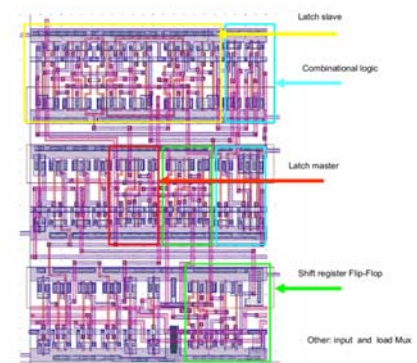 Latch slave
Combinational logic
Latch master
Shift register Flip-Flop
Other: input and load Mux